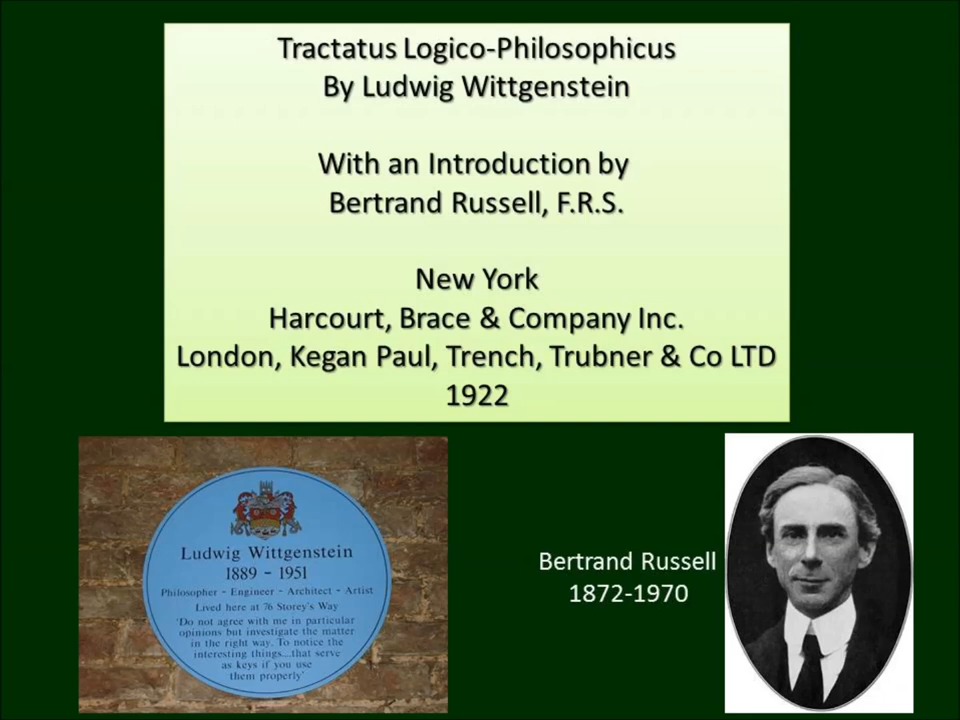 Tractatus Logico-Philosophicus
By Ludwig Wittgenstein
With an Introduction by
Bertrand Russell, F.R.S.
New York
Harcourt, Brace & Company Inc.
London, Kegan Paul, Trench, Trubner & Co LTD
1922
Ludwig Wittgenstein
1889 - 1951
Philosopher - Engineer - Architect - Artist
Lived here at 76 Storey's Way
'Do not agree with me in particular
opinions but investigate the matter
in the right way. To notice the
interesting things....that serve
as keys if you use
them properly'
Bertrand Russell
1872-1970